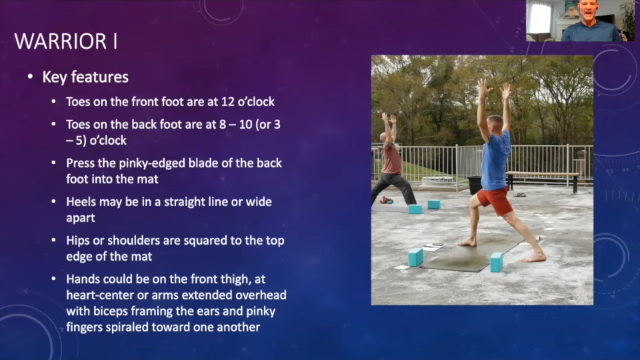 WARRIOR I
• Key features
• Toes on the front foot are at 12 o'clock
• Toes on the back foot are at 8 – 10 (or 3
– 5) o'clock
• Press the pinky-edged blade of the back
foot into the mat
• Heels may be in a straight line or wide
apart
• Hips or shoulders are squared to the top
edge of the mat
• Hands could be on the front thigh, at
heart-center or arms extended overhead
with biceps framing the ears and pinky
fingers spiraled toward one another